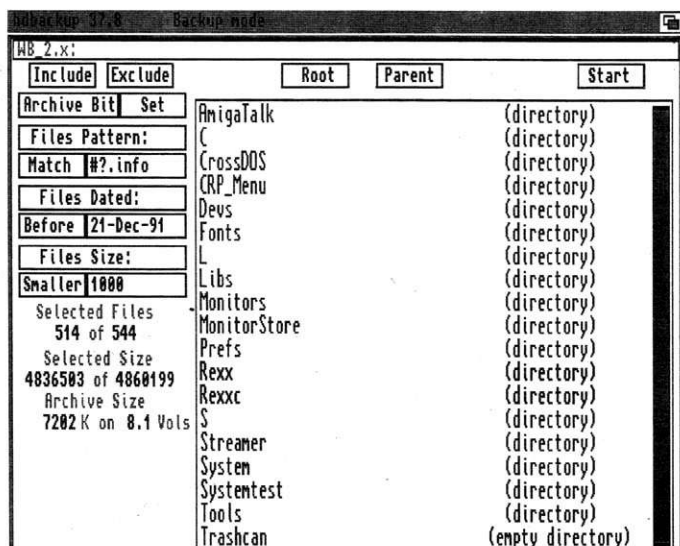 hdbackup 37.8 Backup mode
WB_2.x:
Include Exclude Root Parent Start
Archive Bit Set
Files Pattern:
Match #?.info
Files Dated:
Before 21-Dec-91
Files Size:
Smaller 1000
Selected Files
514 of 544
Selected Size
4836503 of 4860199
Archive Size
7202 K on 8.1 Vols
AmigaTalk (directory)
C (directory)
CrossDOS (directory)
CRP_Menu (directory)
Devs (directory)
Fonts (directory)
L (directory)
Libs (directory)
Monitors (directory)
MonitorStore (directory)
Prefs (directory)
Rexx (directory)
Rexxc (directory)
S (directory)
Streamer (directory)
System (directory)
Systemtest (directory)
Tools (directory)
Trashcan (empty directory)